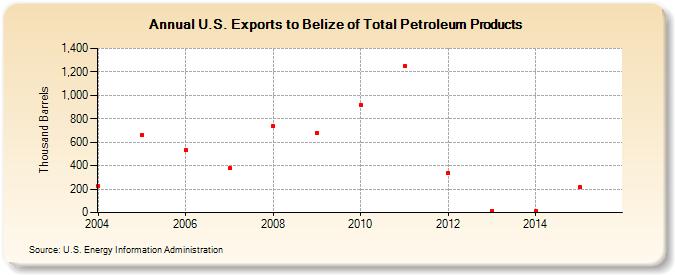 Annual U.S. Exports to Belize of Total Petroleum Products
Thousand Barrels
1,400
1,200
1,000
800
600
400
200
0
2004 2006 2008 2010 2012 2014
Source: U.S. Energy Information Administration